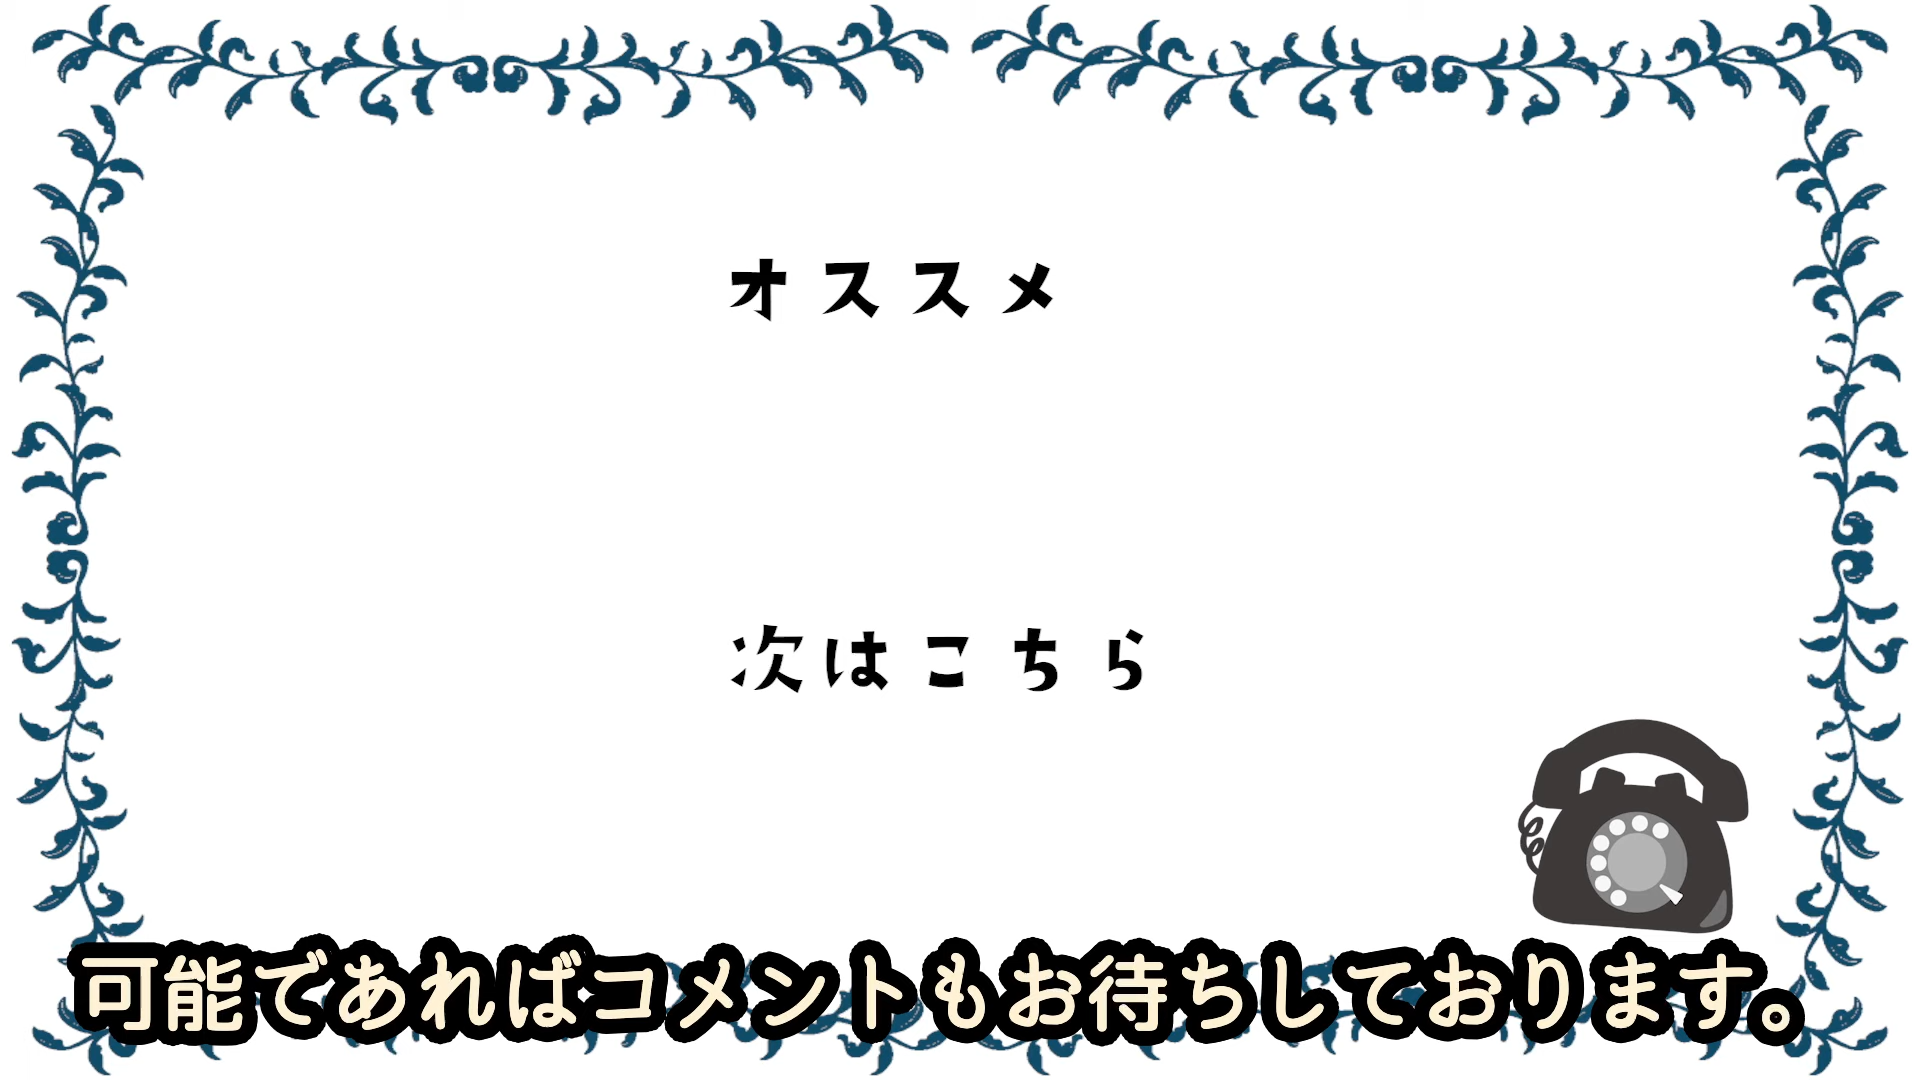 オススメ
次はこちら
可能であればコメントもお待ちしております。